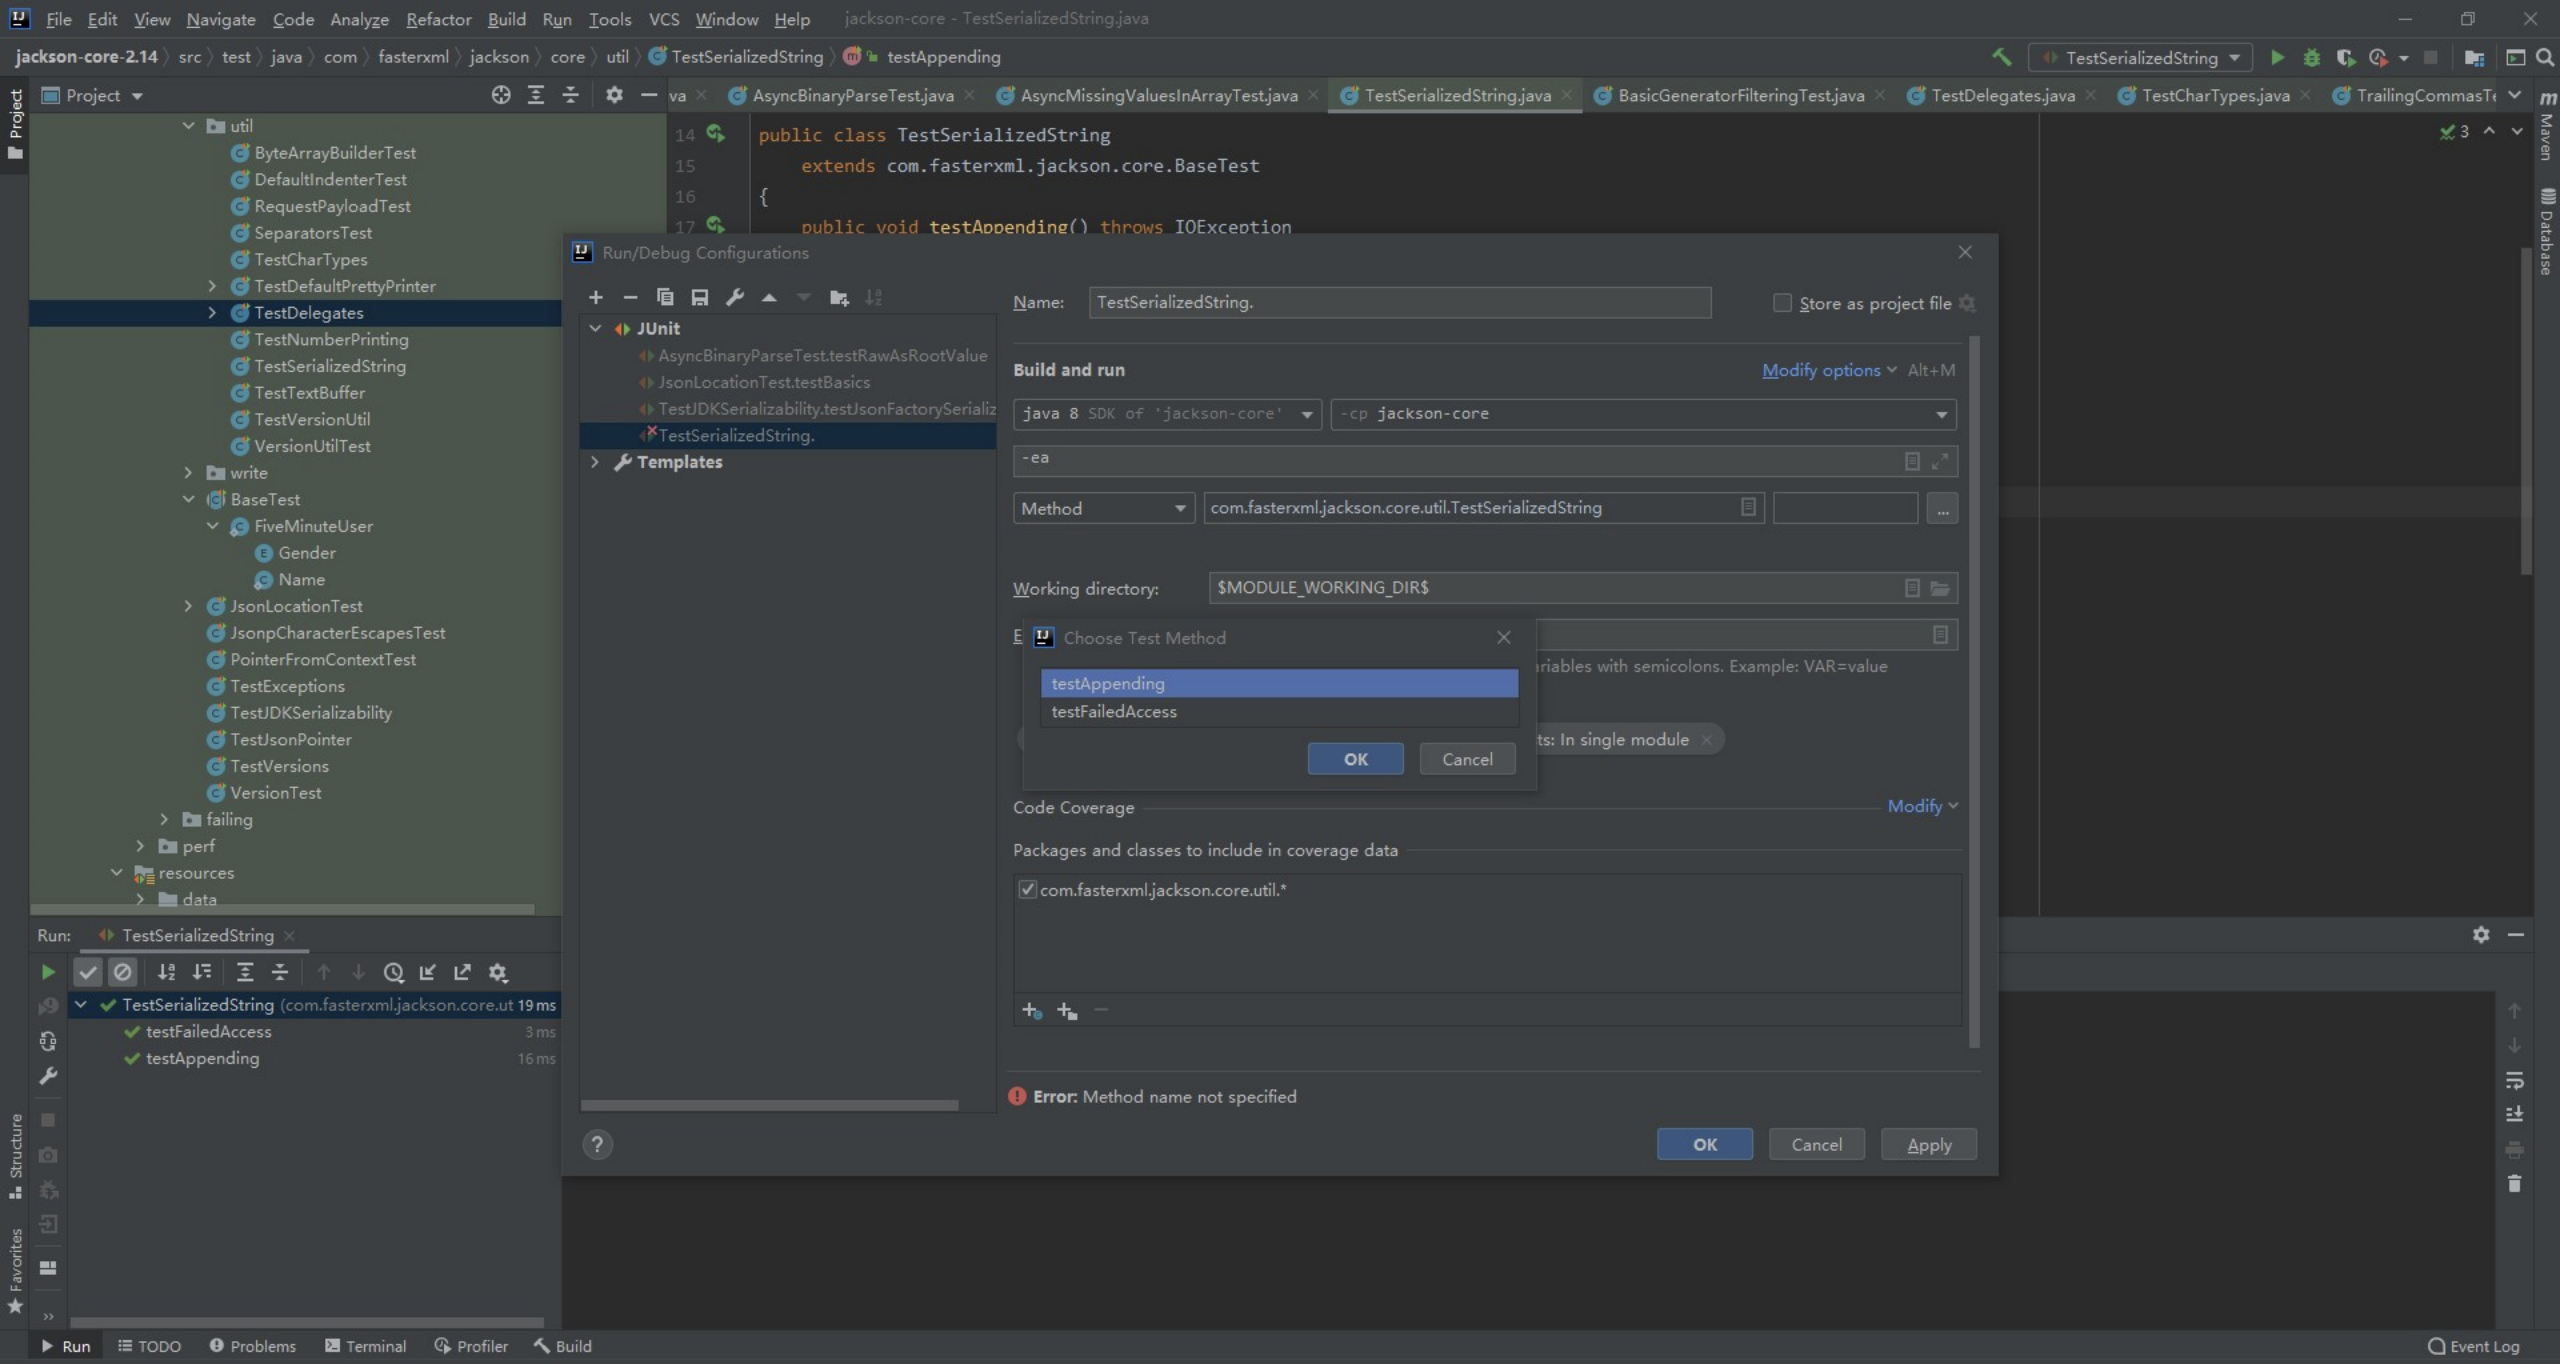 File Edit View Navigate Code Analyze Refactor Build Run Tools VCS Window Help jackson-core - TestSerializedString.java
jackson-core-2.14 src test java com fasterxml jackson core util TestSerializedString testAppending
TestSerializedString
Project
Project
va AsyncBinaryParseTest.java AsyncMissingValuesInArrayTest.java TestSerializedString.java BasicGeneratorFilteringTest.java TestDelegates.java TestCharTypes.java TrailingCommasTe
Maven
Database
3
util
ByteArrayBuilderTest
DefaultIndenterTest
RequestPayloadTest
SeparatorsTest
TestCharTypes
TestDefaultPrettyPrinter
TestDelegates
TestNumberPrinting
TestSerializedString
TestTextBuffer
TestVersionUtil
VersionUtilTest
write
BaseTest
FiveMinuteUser
Gender
Name
JsonLocationTest
JsonpCharacterEscapesTest
PointerFromContextTest
TestExceptions
TestJDKSerializability
TestJsonPointer
TestVersions
VersionTest
failing
perf
resources
data
14 public class TestSerializedString
15 extends com.fasterxml.jackson.core.BaseTest
16 {
17 public void testAppending() throws IOException
Run/Debug Configurations
JUnit
AsyncBinaryParseTest.testRawAsRootValue
JsonLocationTest.testBasics
TestJDKSerializability.testJsonFactorySerializ
TestSerializedString.
Templates
Name: TestSerializedString. Store as project file
Build and run Modify options Alt+M
java 8 SDK of 'jackson-core' -cp jackson-core
-ea
Method com.fasterxml.jackson.core.util.TestSerializedString ...
Working directory: $MODULE_WORKING_DIR$
E
riables with semicolons. Example: VAR=value
ts: In single module
Choose Test Method
testAppending
testFailedAccess
OK Cancel
Code Coverage Modify
Packages and classes to include in coverage data
com.fasterxml.jackson.core.util.*
Error: Method name not specified
? OK Cancel Apply
Run: TestSerializedString
TestSerializedString (com.fasterxml.jackson.core.ut 19 ms
testFailedAccess 3 ms
testAppending 16 ms
Structure
Favorites
Run TODO Problems Terminal Profiler Build Event Log